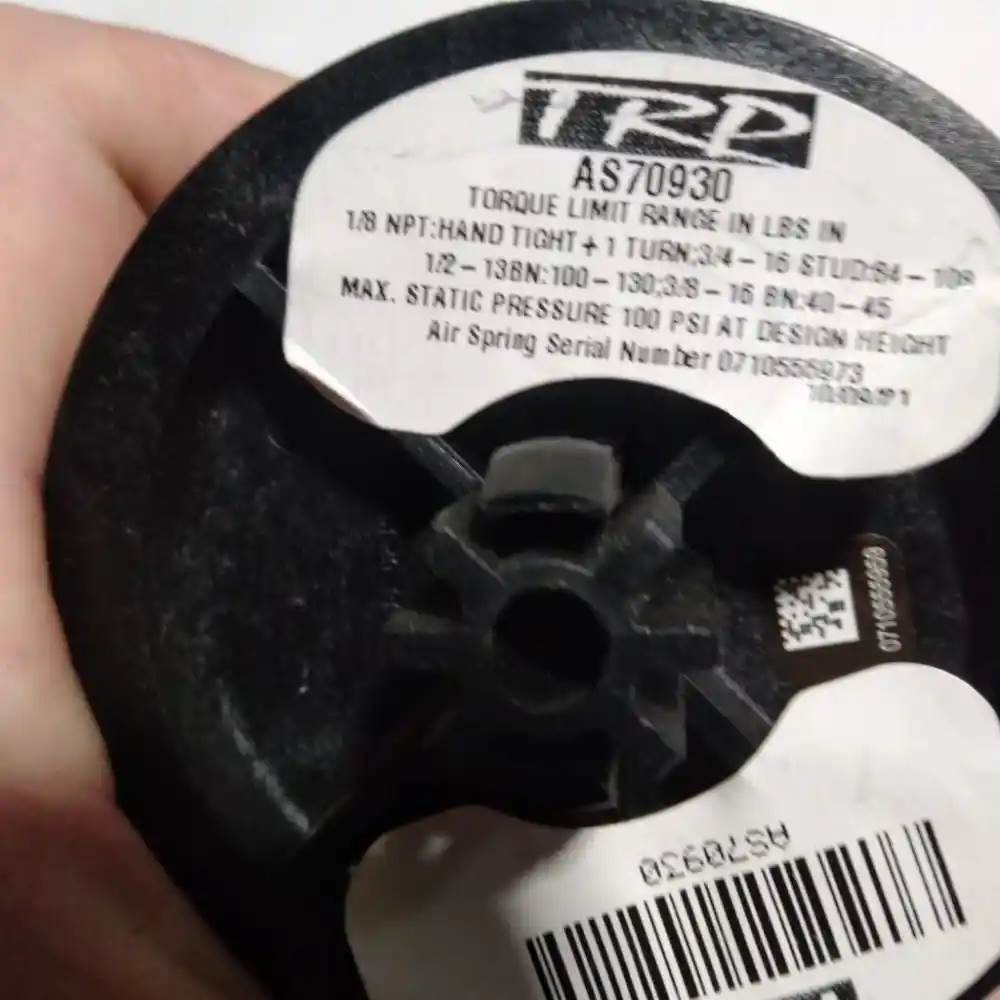 TRP
AS70930
TORQUE LIMIT RANGE IN LBS IN
1/8 NPT:HAND TIGHT + 1 TURN;3/4 - 16 STUD:84 - 108
1/2 - 13BN:100 - 130;3/8 - 16 BN:40 - 45
MAX. STATIC PRESSURE 100 PSI AT DESIGN HEIGHT
Air Spring Serial Number 0710555973
AS70930